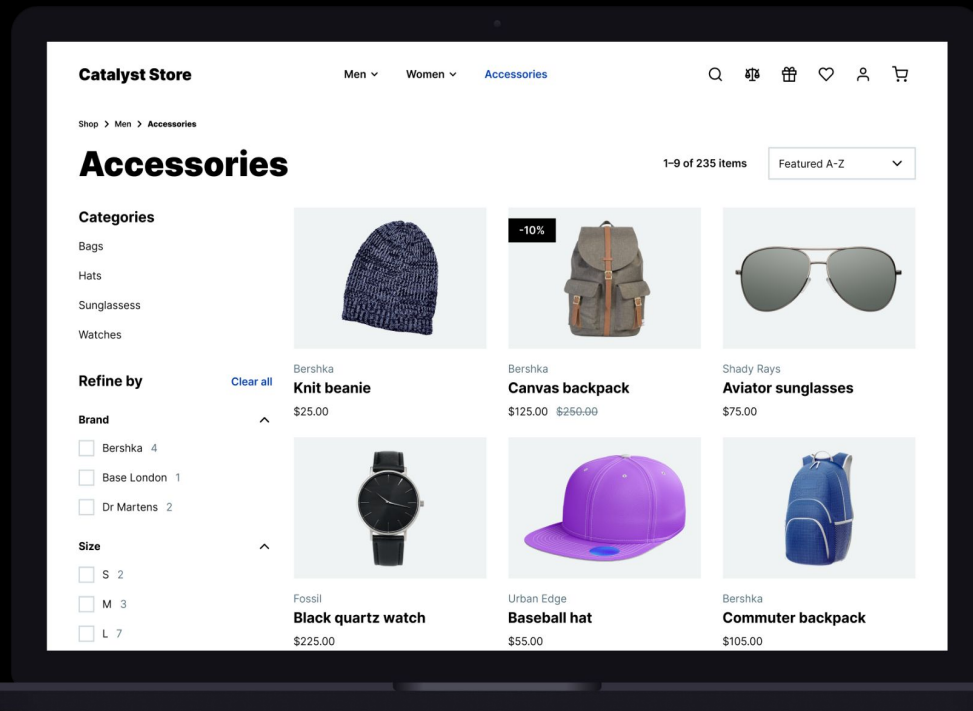 Catalyst Store
Men
Women
Accessories
Shop > Men > Accessories
Accessories
1–9 of 235 items
Featured A-Z
Categories
Bags
Hats
Sunglassess
Watches
Refine by
Clear all
Brand
Bershka 4
Base London 1
Dr Martens 2
Size
S 2
M 3
L 7
Bershka
Knit beanie
$25.00
-10%
Bershka
Canvas backpack
$125.00 $250.00
Shady Rays
Aviator sunglasses
$75.00
Fossil
Black quartz watch
$225.00
Urban Edge
Baseball hat
$55.00
Bershka
Commuter backpack
$105.00